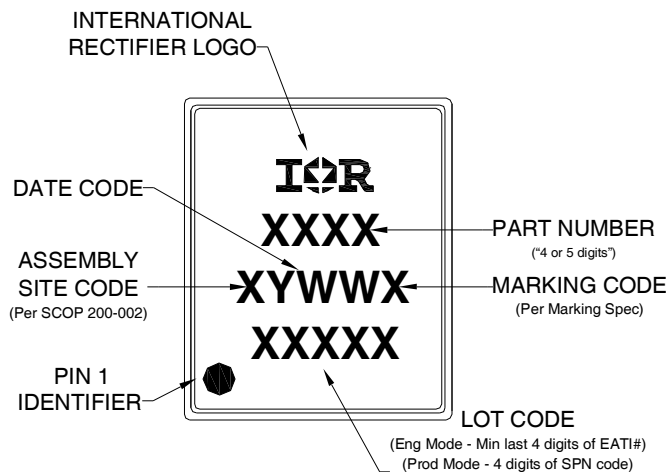 INTERNATIONAL
RECTIFIER LOGO
IOR
DATE CODE
XXXX
PART NUMBER
("4 or 5 digits")
ASSEMBLY
SITE CODE
(Per SCOP 200-002)
XYWWX
MARKING CODE
(Per Marking Spec)
XXXXX
PIN 1
IDENTIFIER
LOT CODE
(Eng Mode - Min last 4 digits of EATI#)
(Prod Mode - 4 digits of SPN code)